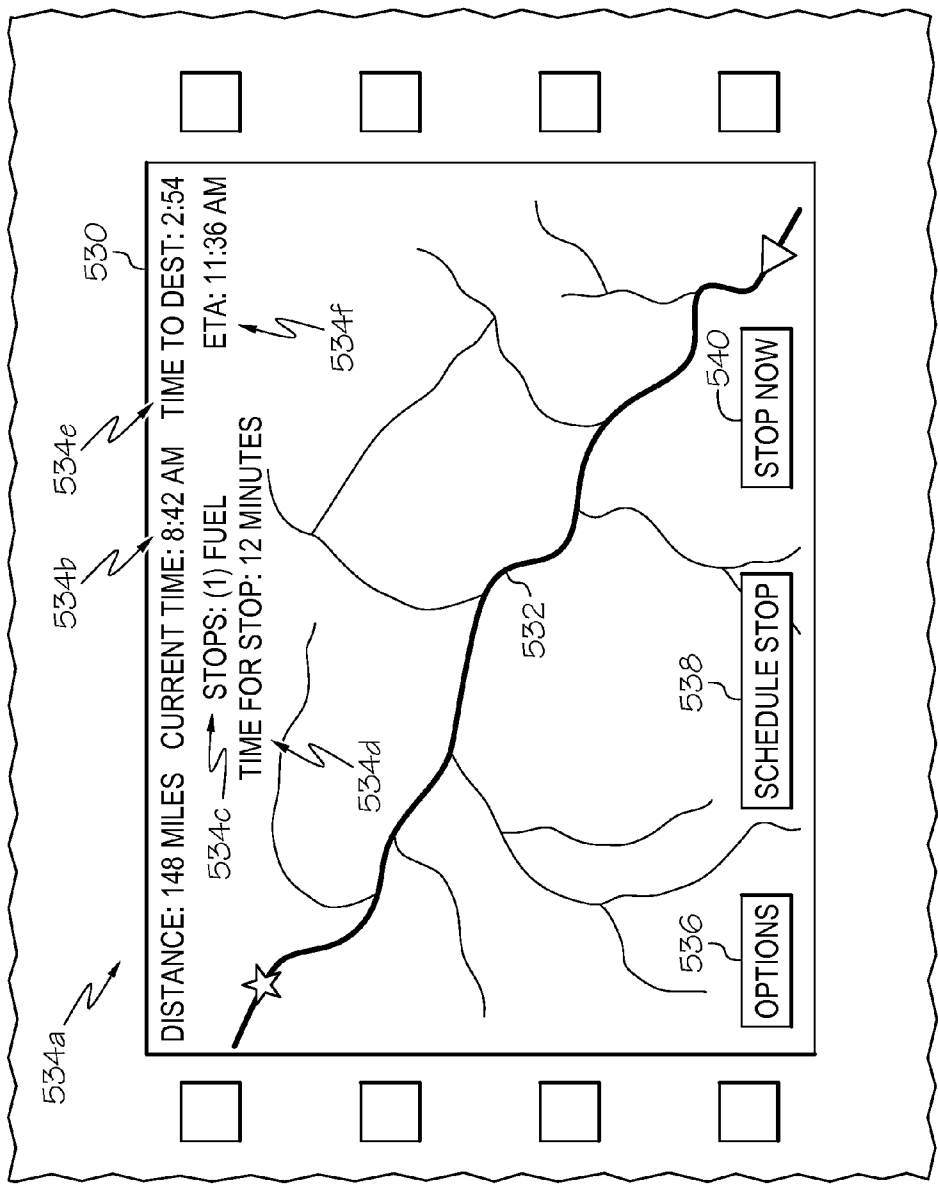 534a
534b
534e
530
DISTANCE: 148 MILES CURRENT TIME: 8:42 AM TIME TO DEST: 2:54
534c
STOPS: (1) FUEL
ETA: 11:36 AM
TIME FOR STOP: 12 MINUTES
534d
534f
532
536
538
540
OPTIONS
SCHEDULE STOP
STOP NOW